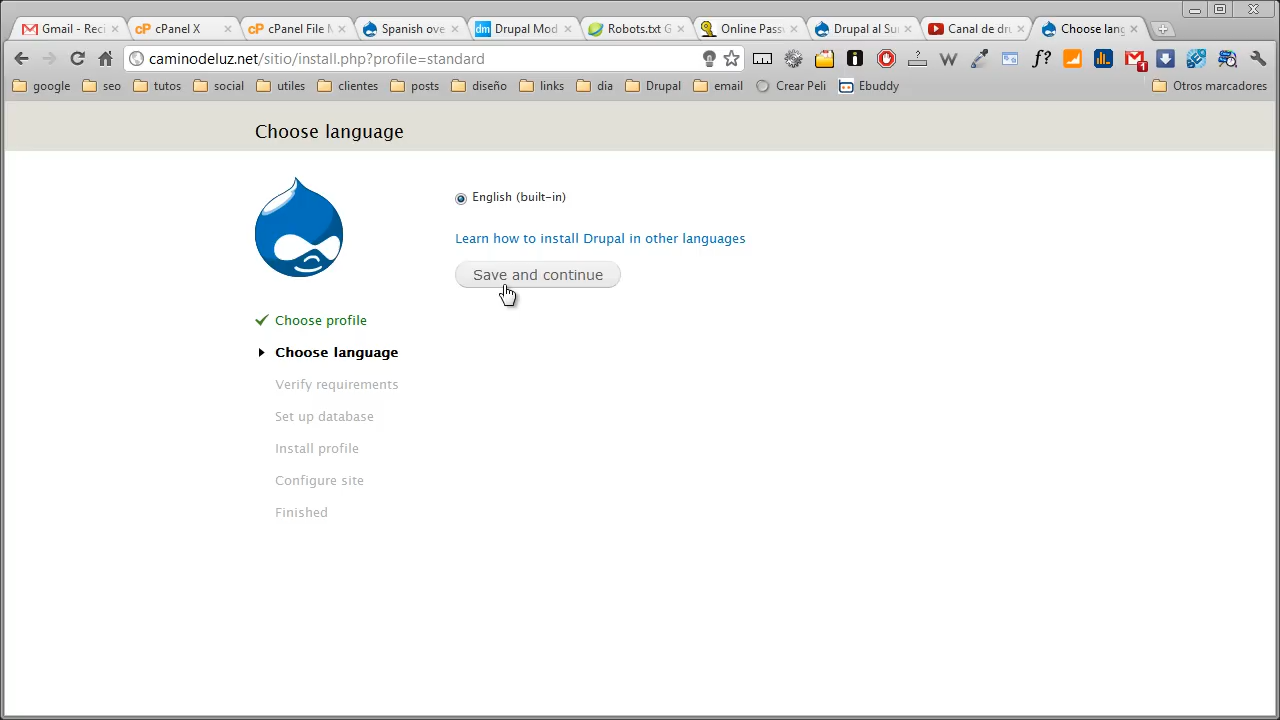 Gmail - Reci
cPanel X
cPanel File M
Spanish ove
Drupal Mod
Robots.txt G
Online Pass
Drupal al Su
Canal de dru
Choose lang
caminodeluz.net/sitio/install.php?profile=standard
google
seo
tutos
social
utiles
clientes
posts
diseño
links
dia
Drupal
email
Crear Peli
Ebuddy
Otros marcadores
Choose language
English (built-in)
Learn how to install Drupal in other languages
Save and continue
Choose profile
Choose language
Verify requirements
Set up database
Install profile
Configure site
Finished